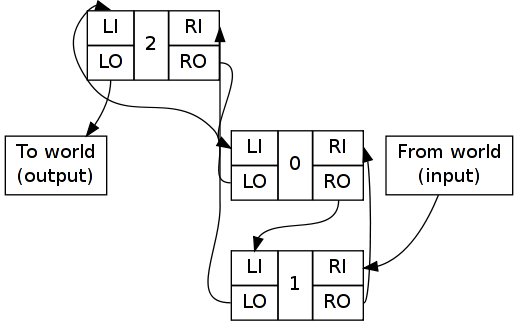 LI 2 RI
LO RO
To world
(output)
LI 0 RI
LO RO
From world
(input)
LI 1 RI
LO RO